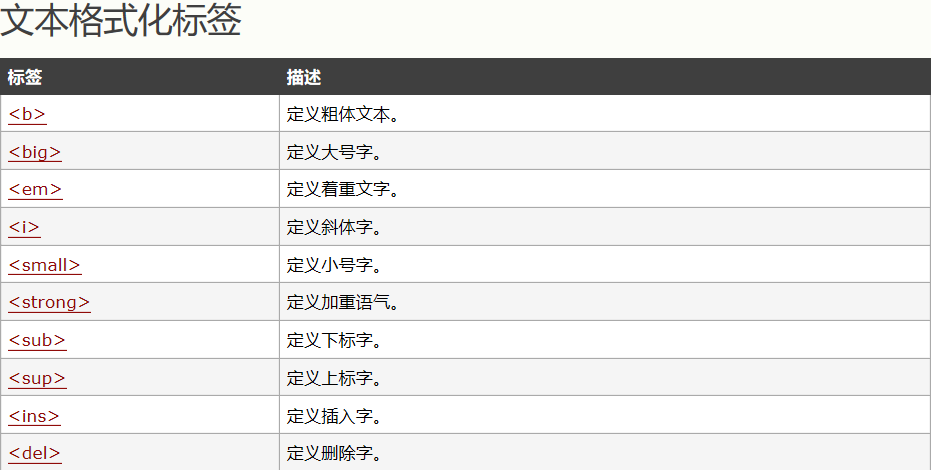 文本格式化标签
标签 描述
<b> 定义粗体文本。
<big> 定义大号字。
<em> 定义着重文字。
<i> 定义斜体字。
<small> 定义小号字。
<strong> 定义加重语气。
<sub> 定义下标字。
<sup> 定义上标字。
<ins> 定义插入字。
<del> 定义删除字。